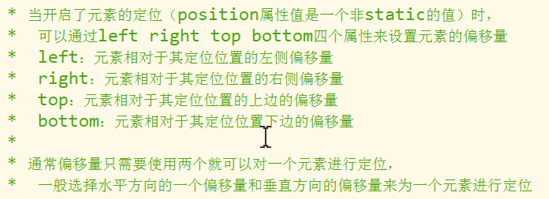 * 当开启了元素的定位（position属性值是一个非static的值）时，
* 可以通过left right top bottom四个属性来设置元素的偏移量
* left：元素相对于其定位位置的左侧偏移量
* right：元素相对于其定位位置的右侧偏移量
* top：元素相对于其定位位置的上边的偏移量
* bottom：元素相对于其定位位置下边的偏移量
*
* 通常偏移量只需要使用两个就可以对一个元素进行定位，
* 一般选择水平方向的一个偏移量和垂直方向的偏移量来为一个元素进行定位